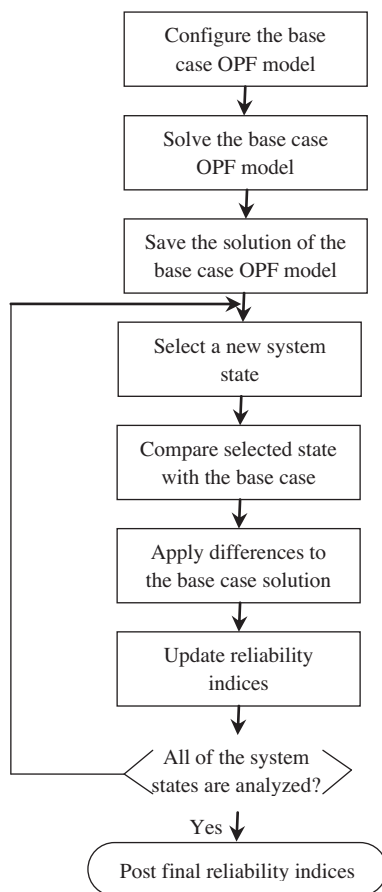 Configure the base
case OPF model
Solve the base case
OPF model
Save the solution of the
base case OPF model
Select a new system
state
Compare selected state
with the base case
Apply differences to
the base case solution
Update reliability
indices
All of the system
states are analyzed?
Yes
Post final reliability indices